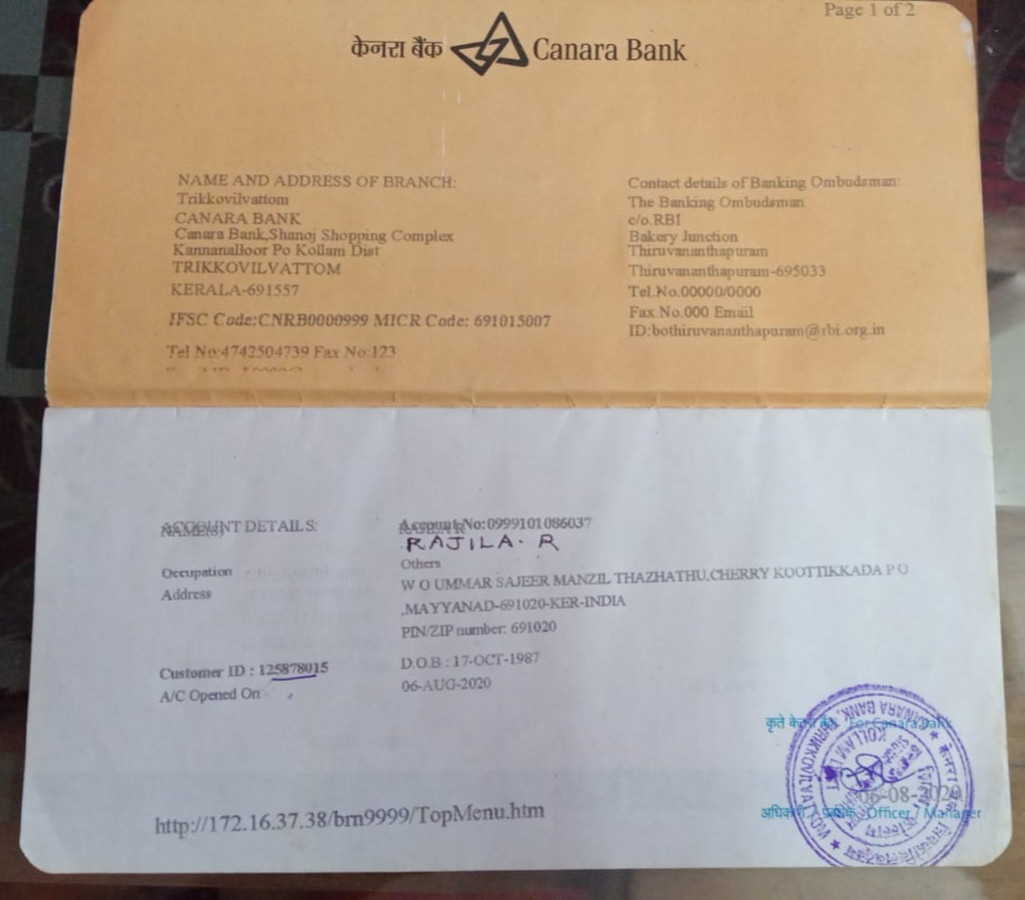 Page 1 of 2
केनरा बैंक Canara Bank
NAME AND ADDRESS OF BRANCH:
Trikkovilvattom
CANARA BANK
Canara Bank,Shanoj Shopping Complex
Kannanalloor Po Kollam Dist
TRIKKOVILVATTOM
KERALA-691557
IFSC Code:CNRB0000999 MICR Code: 691015007
Tel No:4742504739 Fax No:123
Contact details of Banking Ombudsman:
The Banking Ombudsman
c/o.RBI
Bakery Junction
Thiruvananthapuram
Thiruvananthapuram-695033
Tel.No.00000/0000
Fax No.000 Email
ID:bothiruvananthapuram@rbi.org.in
ACCOUNT DETAILS:
NAME(S)
Account No:0999101086037
RAJILA R
RAJILA. R
Occupation Others
Address W O UMMAR SAJEER MANZIL THAZHATHU,CHERRY KOOTTIKKADA P O
,MAYYANAD-691020-KER-INDIA
PIN/ZIP number: 691020
Customer ID : 125878015 D.O.B : 17-OCT-1987
A/C Opened On 06-AUG-2020
कृते केनरा बैंक For Canara Bank
06-08-2020
अधिकारी / प्रबंधक Officer / Manager
CANARA BANK, THRIKKOVILVATTOM
KOLLAM DIST
http://172.16.37.38/brn9999/TopMenu.htm